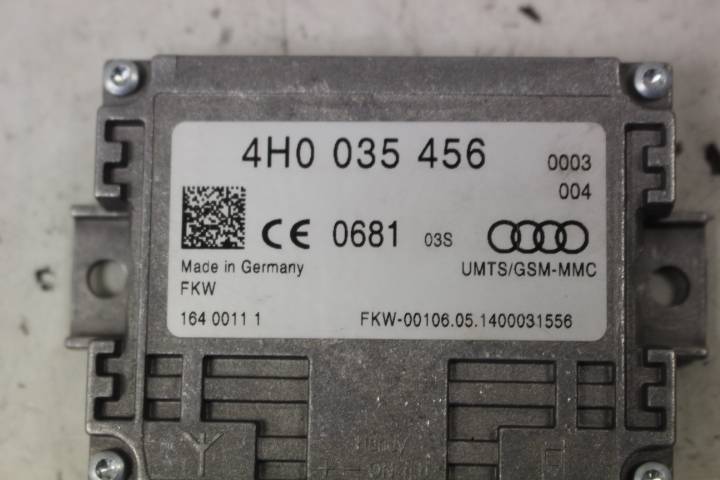 4H0 035 456
0003
004
CE 0681 03S
Made in Germany
UMTS/GSM-MMC
FKW
164 0011 1
FKW-00106.05.1400031556
Handy